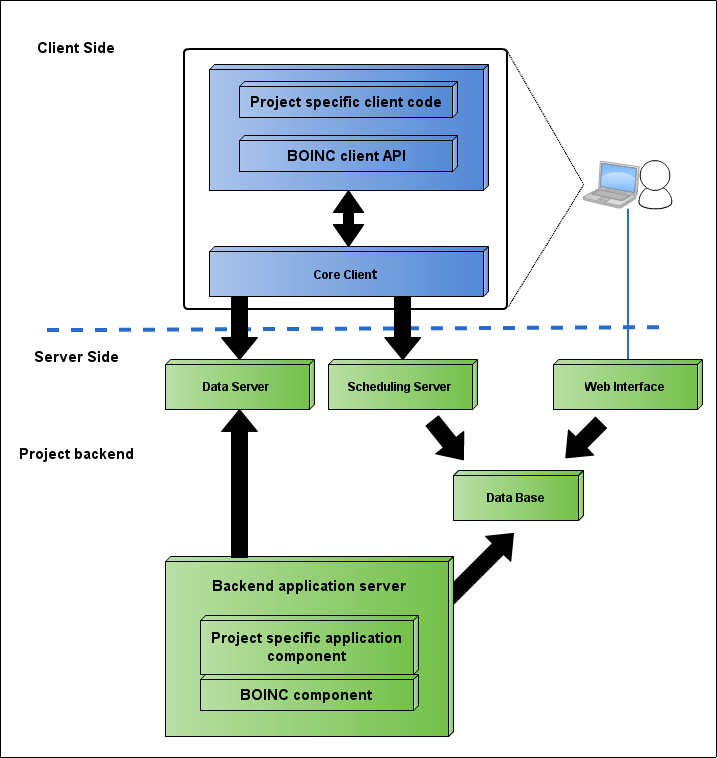 Client Side
Project specific client code
BOINC client API
Core Client
Server Side
Data Server
Scheduling Server
Web Interface
Project backend
Data Base
Backend application server
Project specific application
component
BOINC component